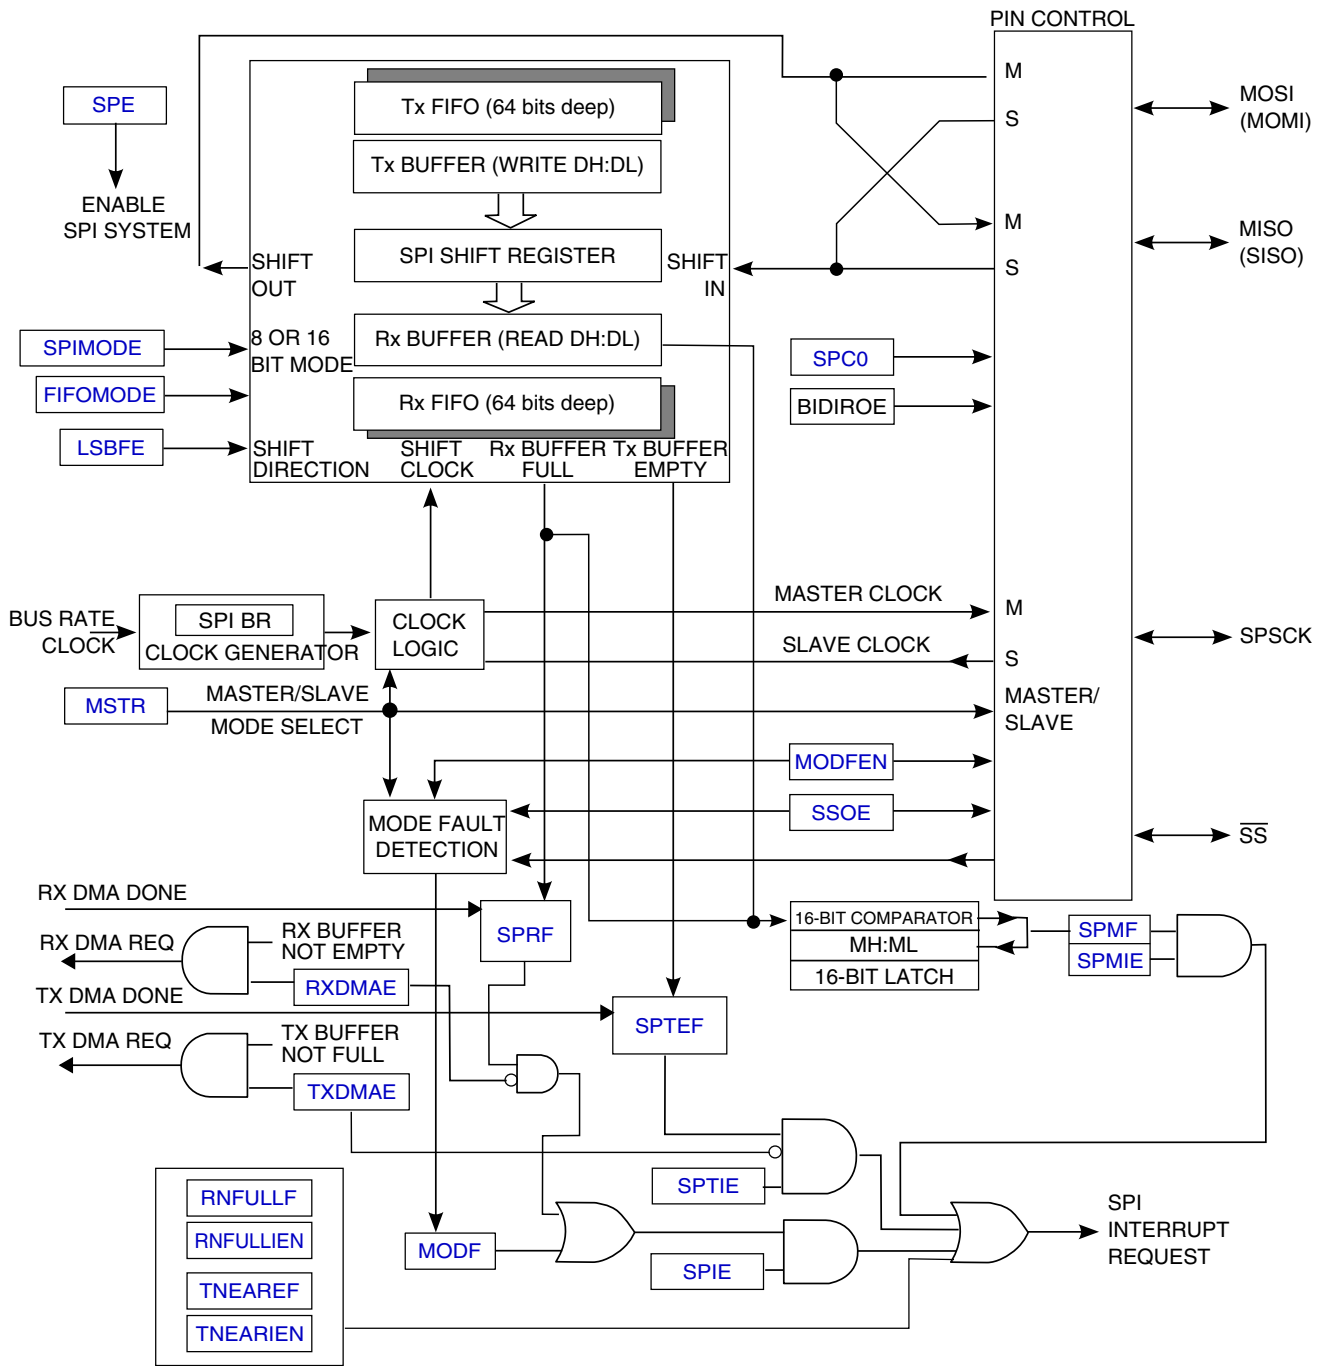 PIN CONTROL
M
S
M
S
MOSI
(MOMI)
MISO
(SISO)
SPE
ENABLE
SPI SYSTEM
Tx FIFO (64 bits deep)
Tx BUFFER (WRITE DH:DL)
SPI SHIFT REGISTER
Rx BUFFER (READ DH:DL)
Rx FIFO (64 bits deep)
SHIFT
OUT
SHIFT
IN
8 OR 16
BIT MODE
SPIMODE
FIFOMODE
LSBFE
SHIFT
DIRECTION
SHIFT
CLOCK
Rx BUFFER
FULL
Tx BUFFER
EMPTY
SPC0
BIDIROE
BUS RATE
CLOCK
SPI BR
CLOCK GENERATOR
CLOCK
LOGIC
MASTER CLOCK
M
SLAVE CLOCK
S
SPSCK
MSTR
MASTER/SLAVE
MODE SELECT
MASTER/
SLAVE
MODFEN
SSOE
MODE FAULT
DETECTION
SS
RX DMA DONE
RX DMA REQ
RX BUFFER
NOT EMPTY
RXDMAE
TX DMA DONE
TX DMA REQ
TX BUFFER
NOT FULL
TXDMAE
SPRF
SPTEF
16-BIT COMPARATOR
MH:ML
16-BIT LATCH
SPMF
SPMIE
RNFULLF
RNFULLIEN
TNEAREF
TNEARIEN
MODF
SPTIE
SPIE
SPI
INTERRUPT
REQUEST